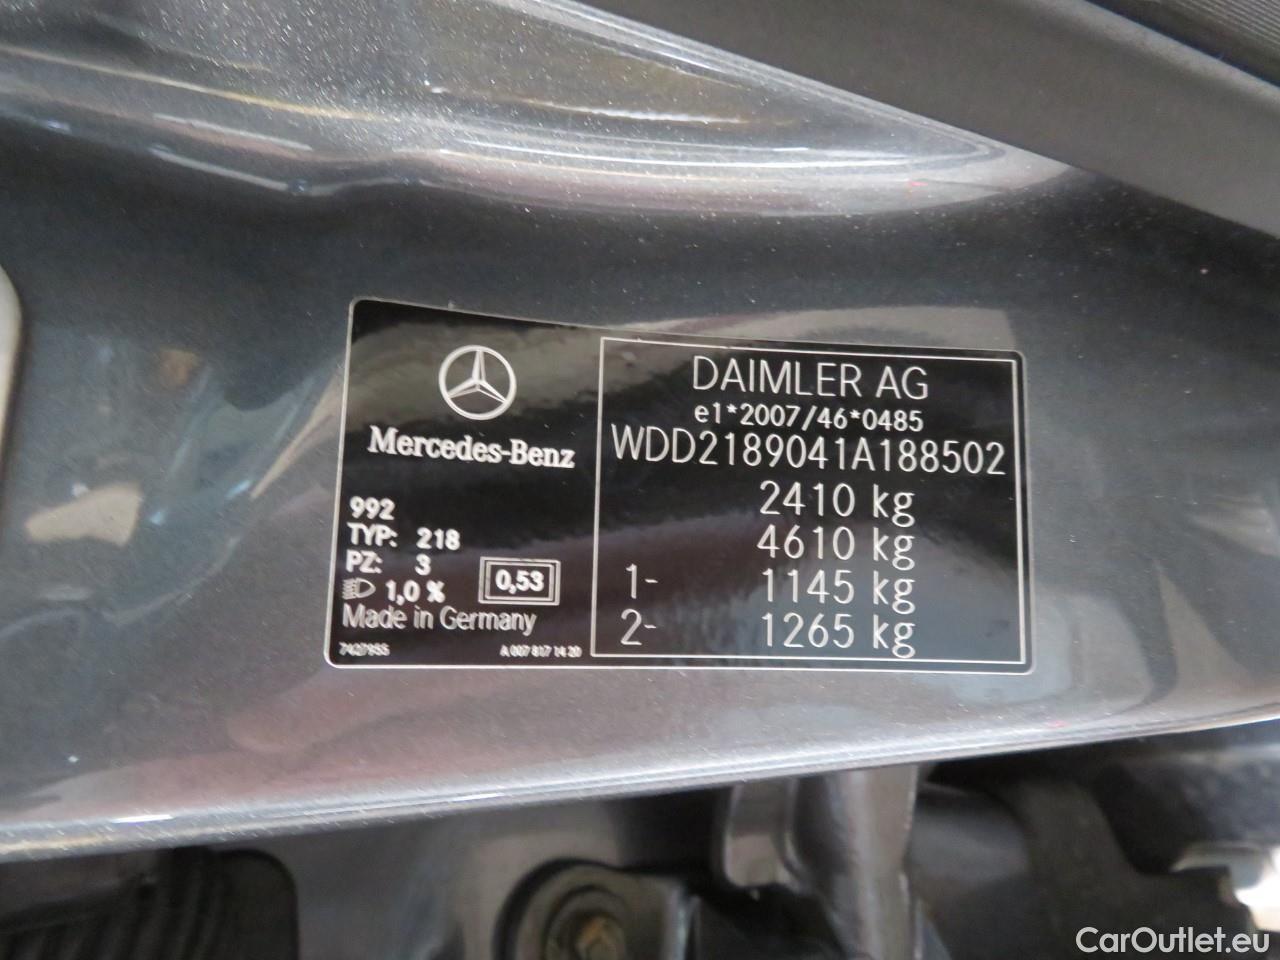 Mercedes-Benz
992
TYP: 218
PZ: 3
1,0 %
0,53
Made in Germany
7427955
A 007 817 14 20
DAIMLER AG
e1*2007/46*0485
WDD2189041A188502
2410 kg
4610 kg
1- 1145 kg
2- 1265 kg
CarOutlet.eu